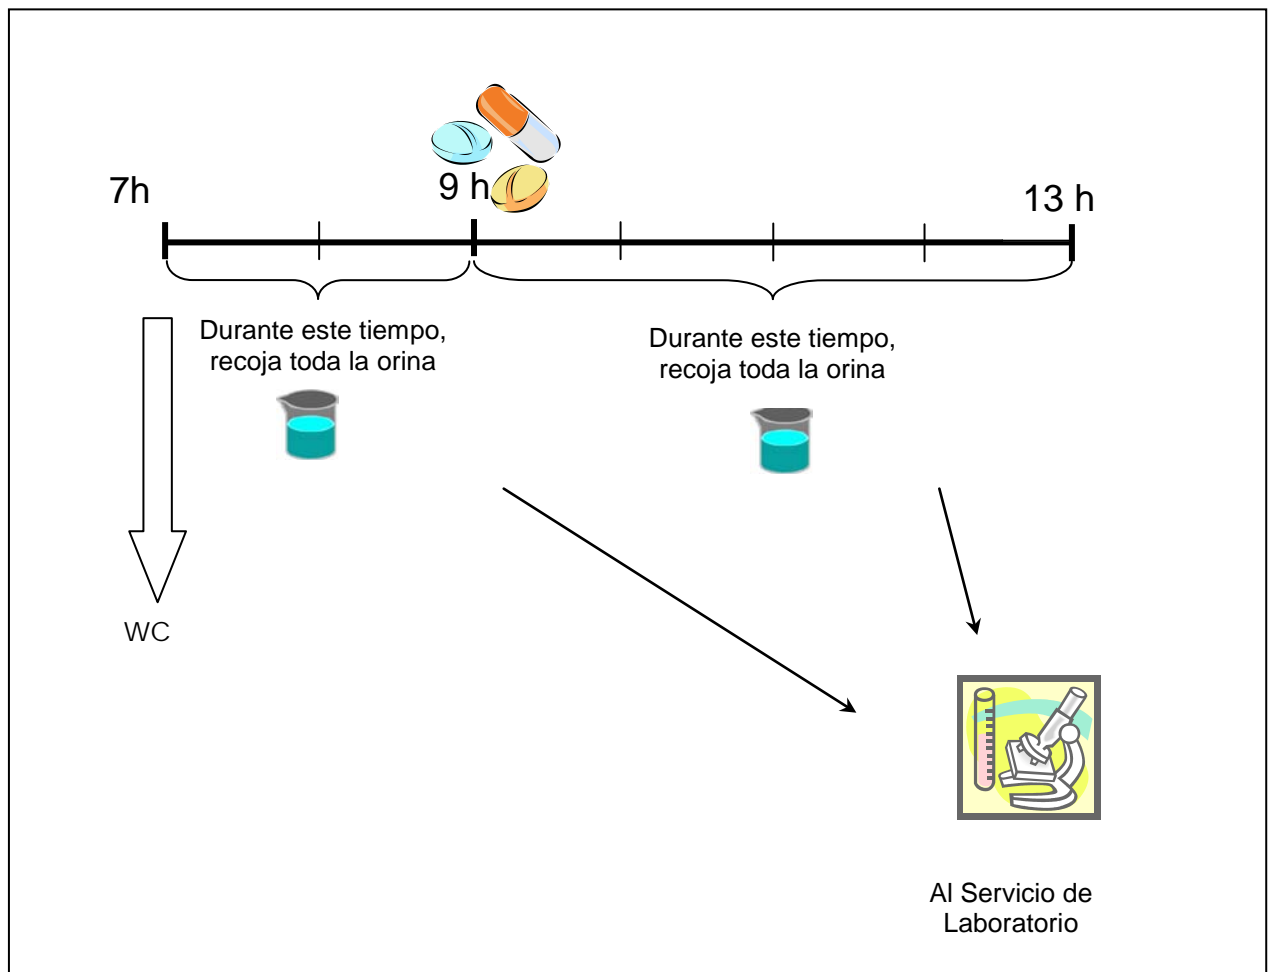 7h
9 h
13 h
Durante este tiempo,
recoja toda la orina
Durante este tiempo,
recoja toda la orina
WC
Al Servicio de
Laboratorio